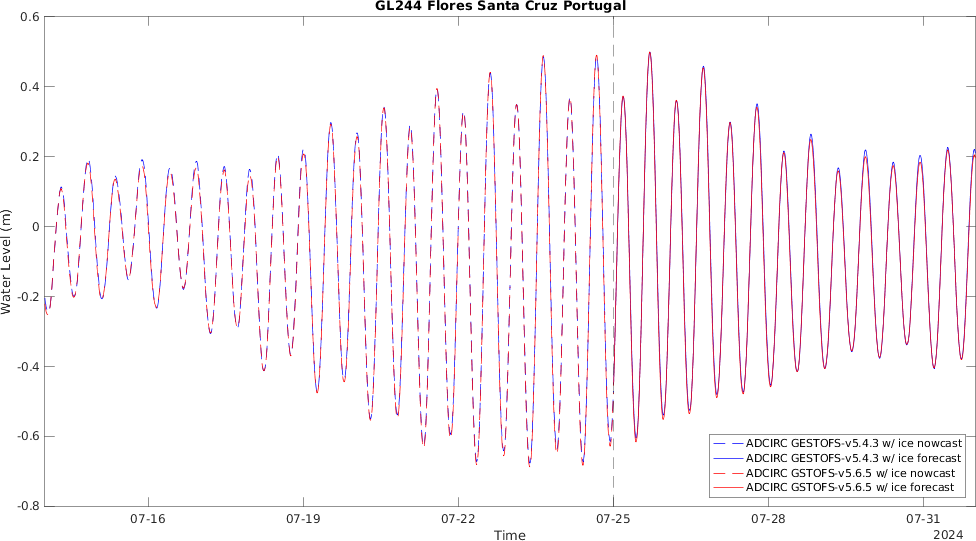 GL244 Flores Santa Cruz Portugal
0.6
0.4
0.2
0
-0.2
-0.4
-0.6
-0.8
Water Level (m)
ADCIRC GESTOFS-v5.4.3 w/ ice nowcast
ADCIRC GESTOFS-v5.4.3 w/ ice forecast
ADCIRC GSTOFS-v5.6.5 w/ ice nowcast
ADCIRC GSTOFS-v5.6.5 w/ ice forecast
07-16 07-19 07-22 07-25 07-28 07-31
Time 2024